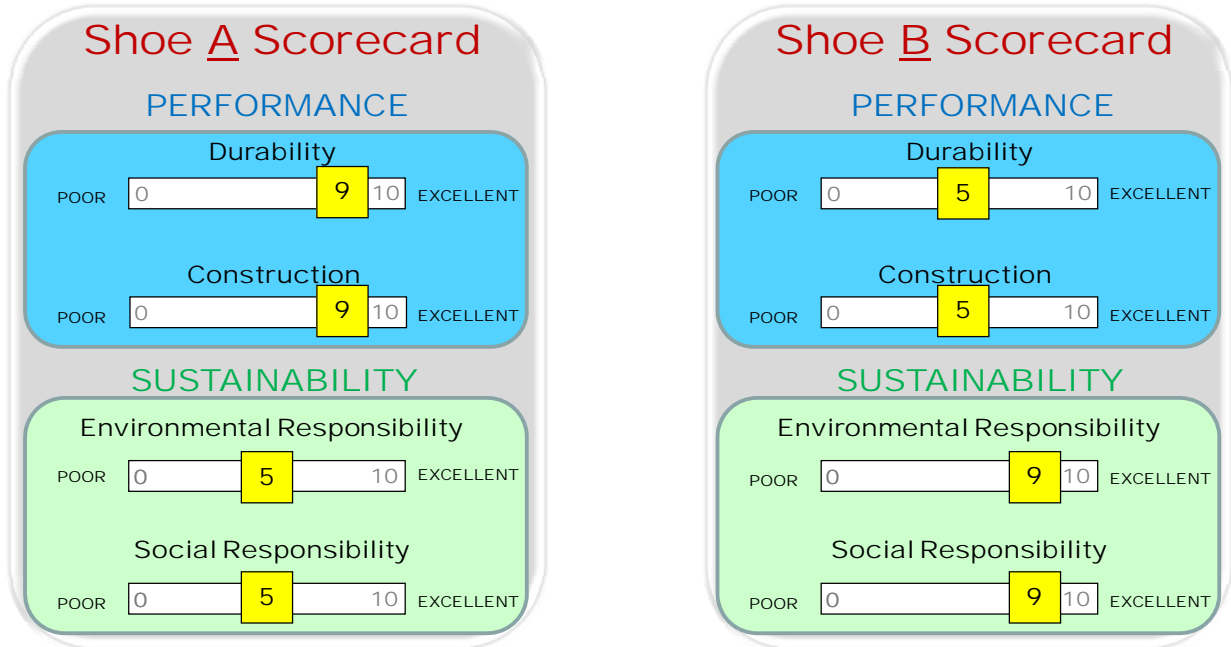 Shoe A Scorecard
PERFORMANCE
Durability
POOR 0 9 10 EXCELLENT
Construction
POOR 0 9 10 EXCELLENT
SUSTAINABILITY
Environmental Responsibility
POOR 0 5 10 EXCELLENT
Social Responsibility
POOR 0 5 10 EXCELLENT
Shoe B Scorecard
PERFORMANCE
Durability
POOR 0 5 10 EXCELLENT
Construction
POOR 0 5 10 EXCELLENT
SUSTAINABILITY
Environmental Responsibility
POOR 0 9 10 EXCELLENT
Social Responsibility
POOR 0 9 10 EXCELLENT